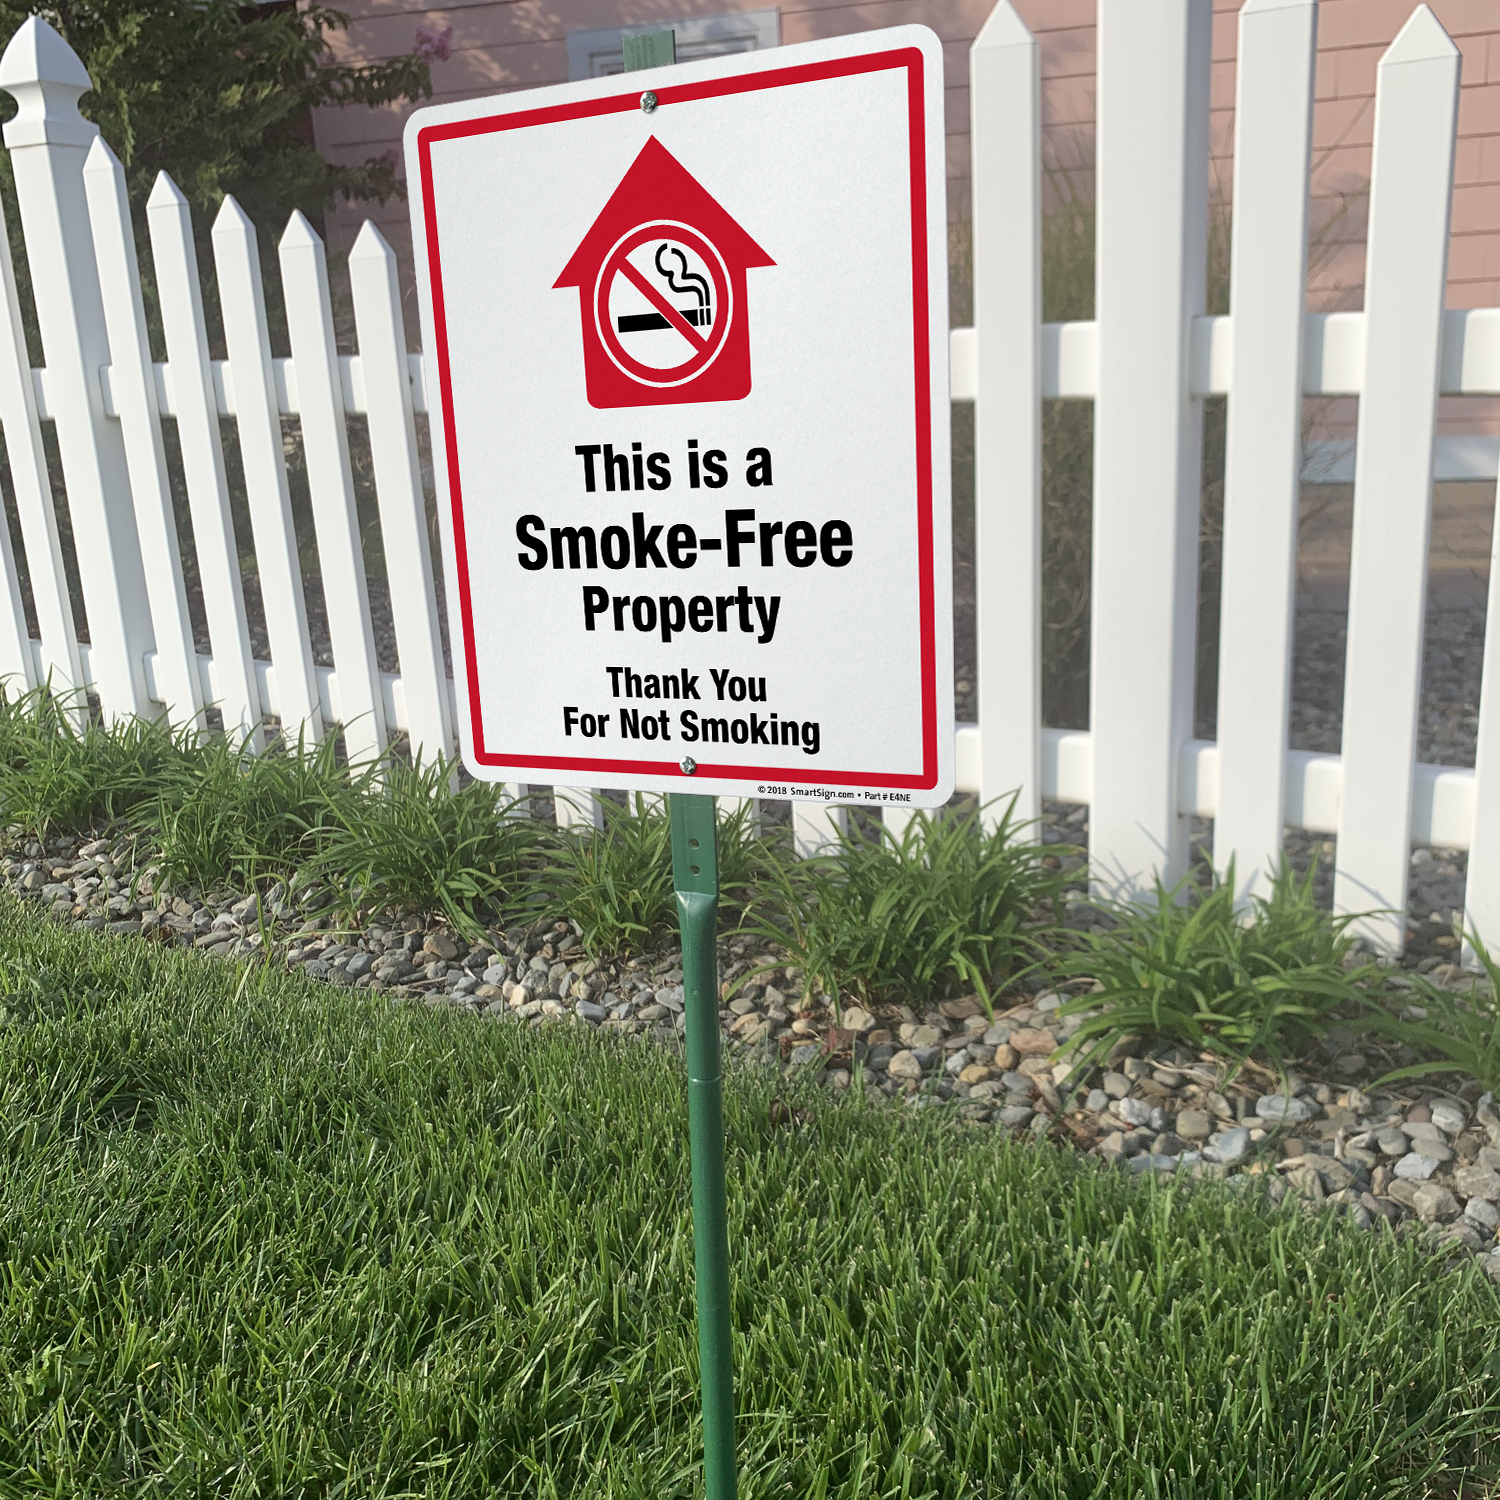 This is a
Smoke-Free
Property
Thank You
For Not Smoking
© 2018 SmartSign.com • Part # E4NE